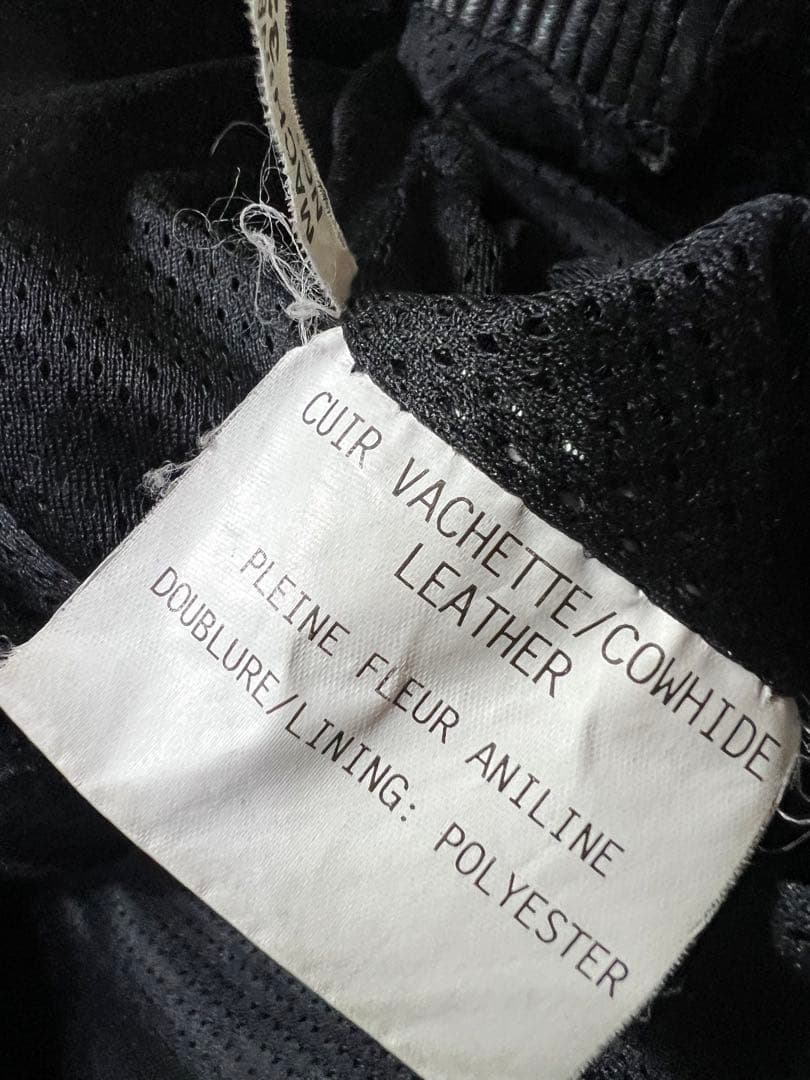 CUIR VACHETTE/COWHIDE
LEATHER
PLEINE FLEUR ANILINE
DOUBLURE/LINING: POLYESTER